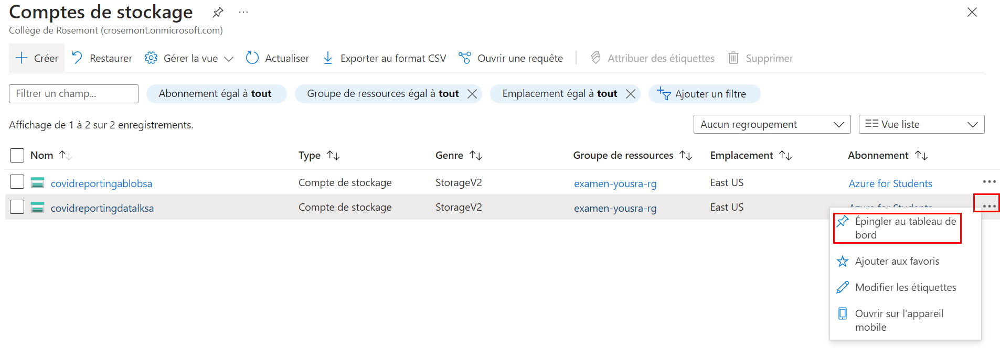 Comptes de stockage
Collège de Rosemont (crosemont.onmicrosoft.com)
Créer Restaurer Gérer la vue Actualiser Exporter au format CSV Ouvrir une requête Attribuer des étiquettes Supprimer
Filtrer un champ... Abonnement égal à tout Groupe de ressources égal à tout Emplacement égal à tout Ajouter un filtre
Affichage de 1 à 2 sur 2 enregistrements. Aucun regroupement Vue liste
Nom Type Genre Groupe de ressources Emplacement Abonnement
covidreportingablobsa Compte de stockage StorageV2 examen-yousra-rg East US Azure for Students
covidreportingdatalksa Compte de stockage StorageV2 examen-yousra-rg East US Azure for Students
Épingler au tableau de
bord
Ajouter aux favoris
Modifier les étiquettes
Ouvrir sur l'appareil
mobile